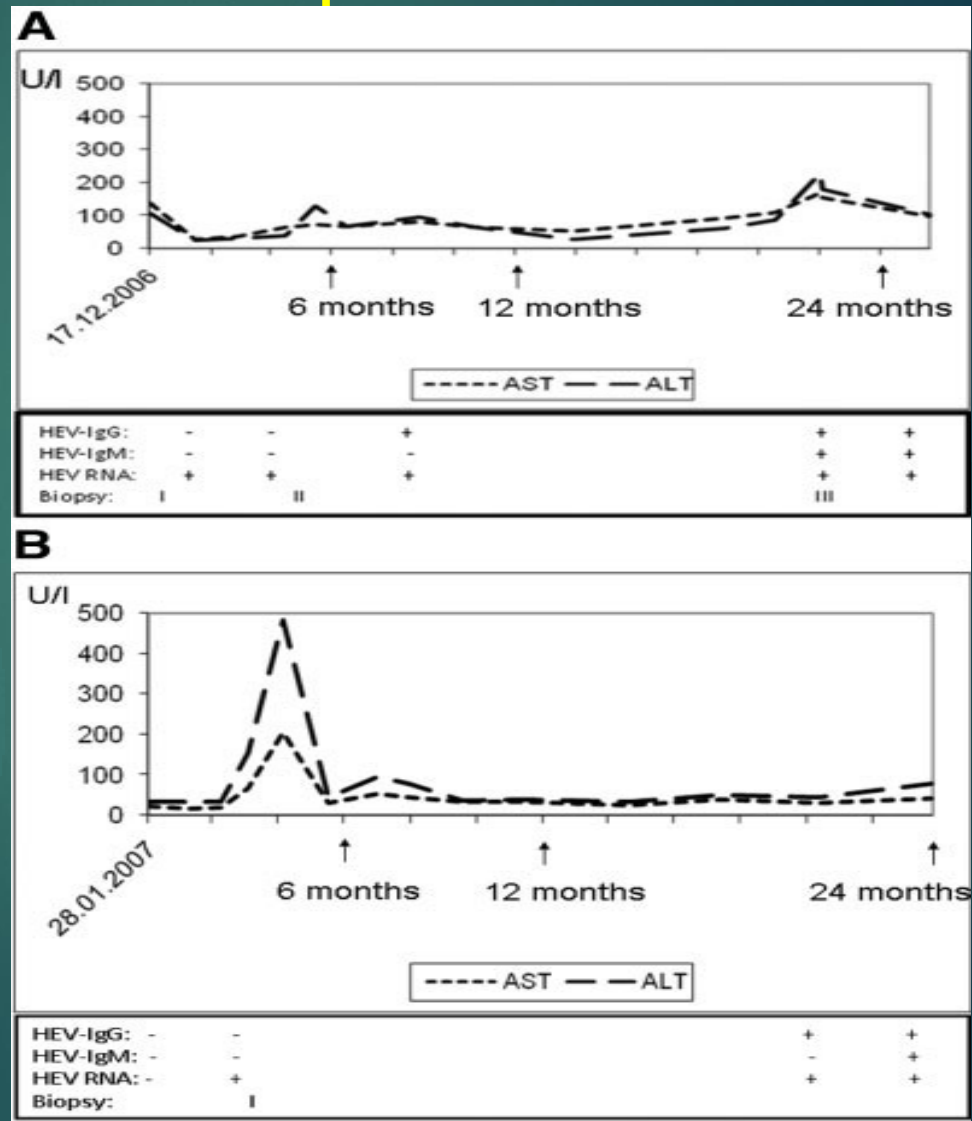 A
U/l 500
400
300
200
100
0
17.12.2006
6 months 12 months 24 months
AST ALT
HEV-IgG: - - + + +
HEV-IgM: - - - + +
HEV RNA: + + + + +
Biopsy: I II III
B
U/l 500
400
300
200
100
0
28.01.2007
6 months 12 months 24 months
AST ALT
HEV-IgG: - - + +
HEV-IgM: - - - +
HEV RNA: - + + +
Biopsy: I